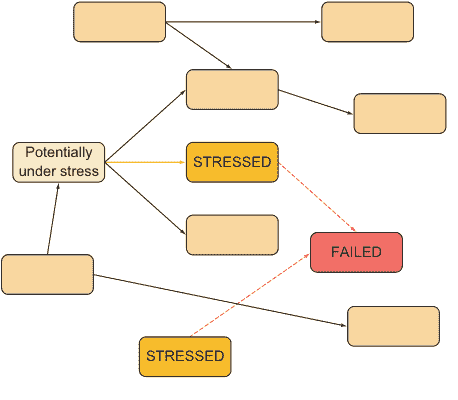 Potentially
under stress
STRESSED
FAILED
STRESSED